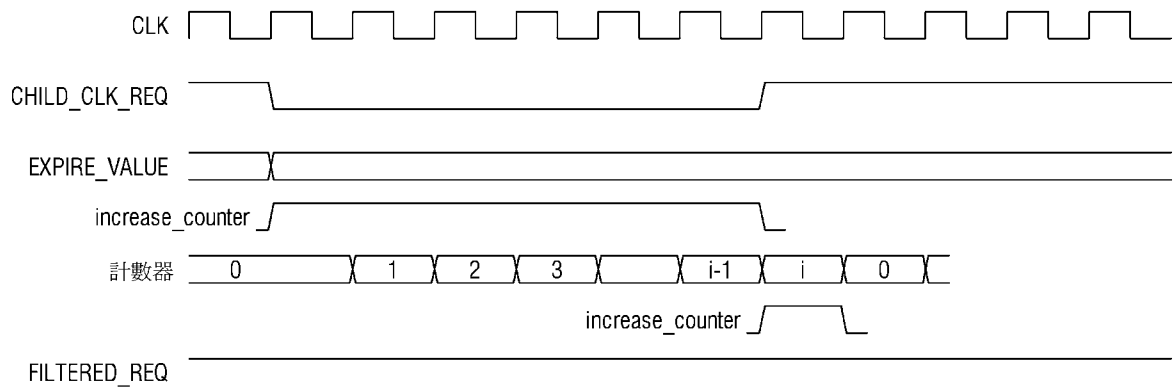 CLK
CHILD_CLK_REQ
EXPIRE_VALUE
increase_counter
計數器 0 1 2 3 i-1 i 0
increase_counter
FILTERED_REQ